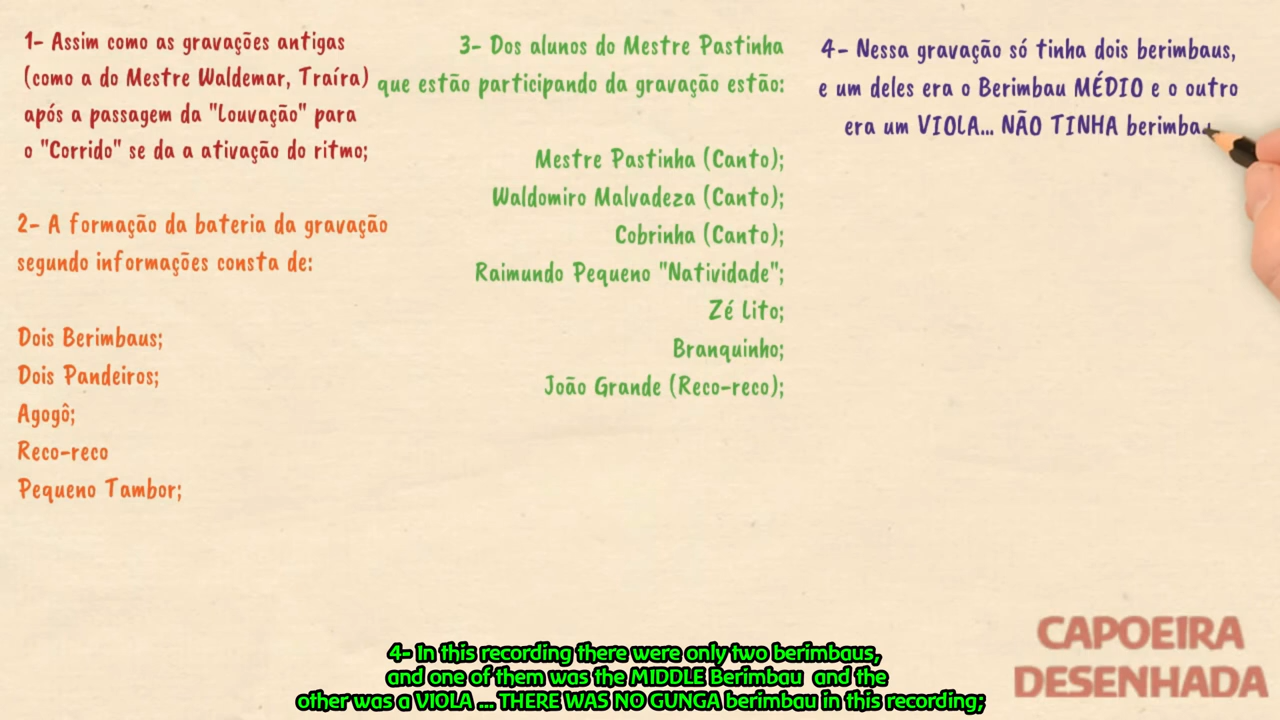 1- Assim como as gravações antigas
(como a do Mestre Waldemar, Traíra)
após a passagem da "Louvação" para
o "Corrido" se da a ativação do ritmo;
2- A formação da bateria da gravação
segundo informações consta de:
Dois Berimbaus;
Dois Pandeiros;
Agogô;
Reco-reco
Pequeno Tambor;
3- Dos alunos do Mestre Pastinha
que estão participando da gravação estão:
Mestre Pastinha (Canto);
Waldomiro Malvadeza (Canto);
Cobrinha (Canto);
Raimundo Pequeno "Natividade";
Zé Lito;
Branquinho;
João Grande (Reco-reco);
4- Nessa gravação só tinha dois berimbaus,
e um deles era o Berimbau MÉDIO e o outro
era um VIOLA... NÃO TINHA berimba
CAPOEIRA
DESENHADA
4- In this recording there were only two berimbaus,
and one of them was the MIDDLE Berimbau and the
other was a VIOLA ... THERE WAS NO GUNGA berimbau in this recording;